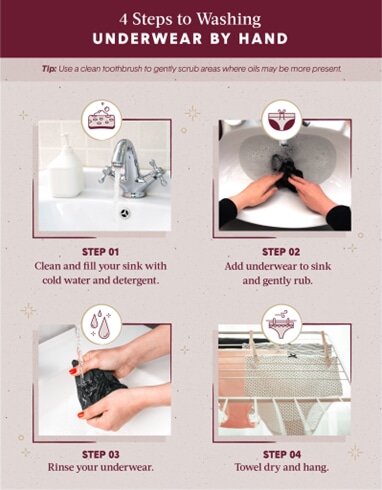 4 Steps to Washing
UNDERWEAR BY HAND
Tip: Use a clean toothbrush to gently scrub areas where oils may be more present.
STEP 01
Clean and fill your sink with
cold water and detergent.
STEP 02
Add underwear to sink
and gently rub.
STEP 03
Rinse your underwear.
STEP 04
Towel dry and hang.